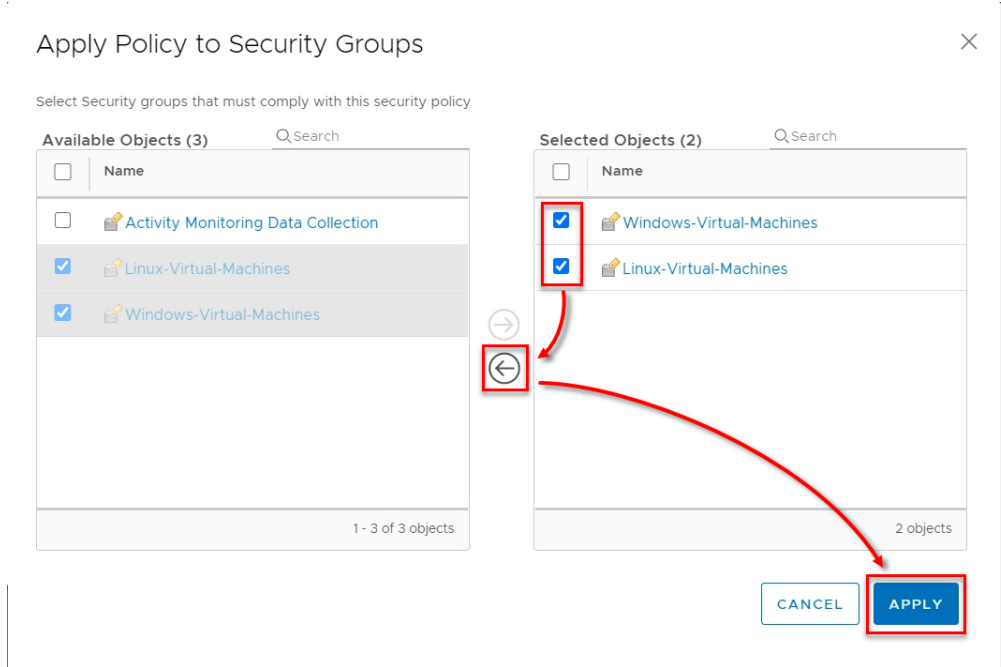 Apply Policy to Security Groups
Select Security groups that must comply with this security policy
Available Objects (3)
Search
Name
Activity Monitoring Data Collection
Linux-Virtual-Machines
Windows-Virtual-Machines
1 - 3 of 3 objects
Selected Objects (2)
Search
Name
Windows-Virtual-Machines
Linux-Virtual-Machines
2 objects
CANCEL
APPLY